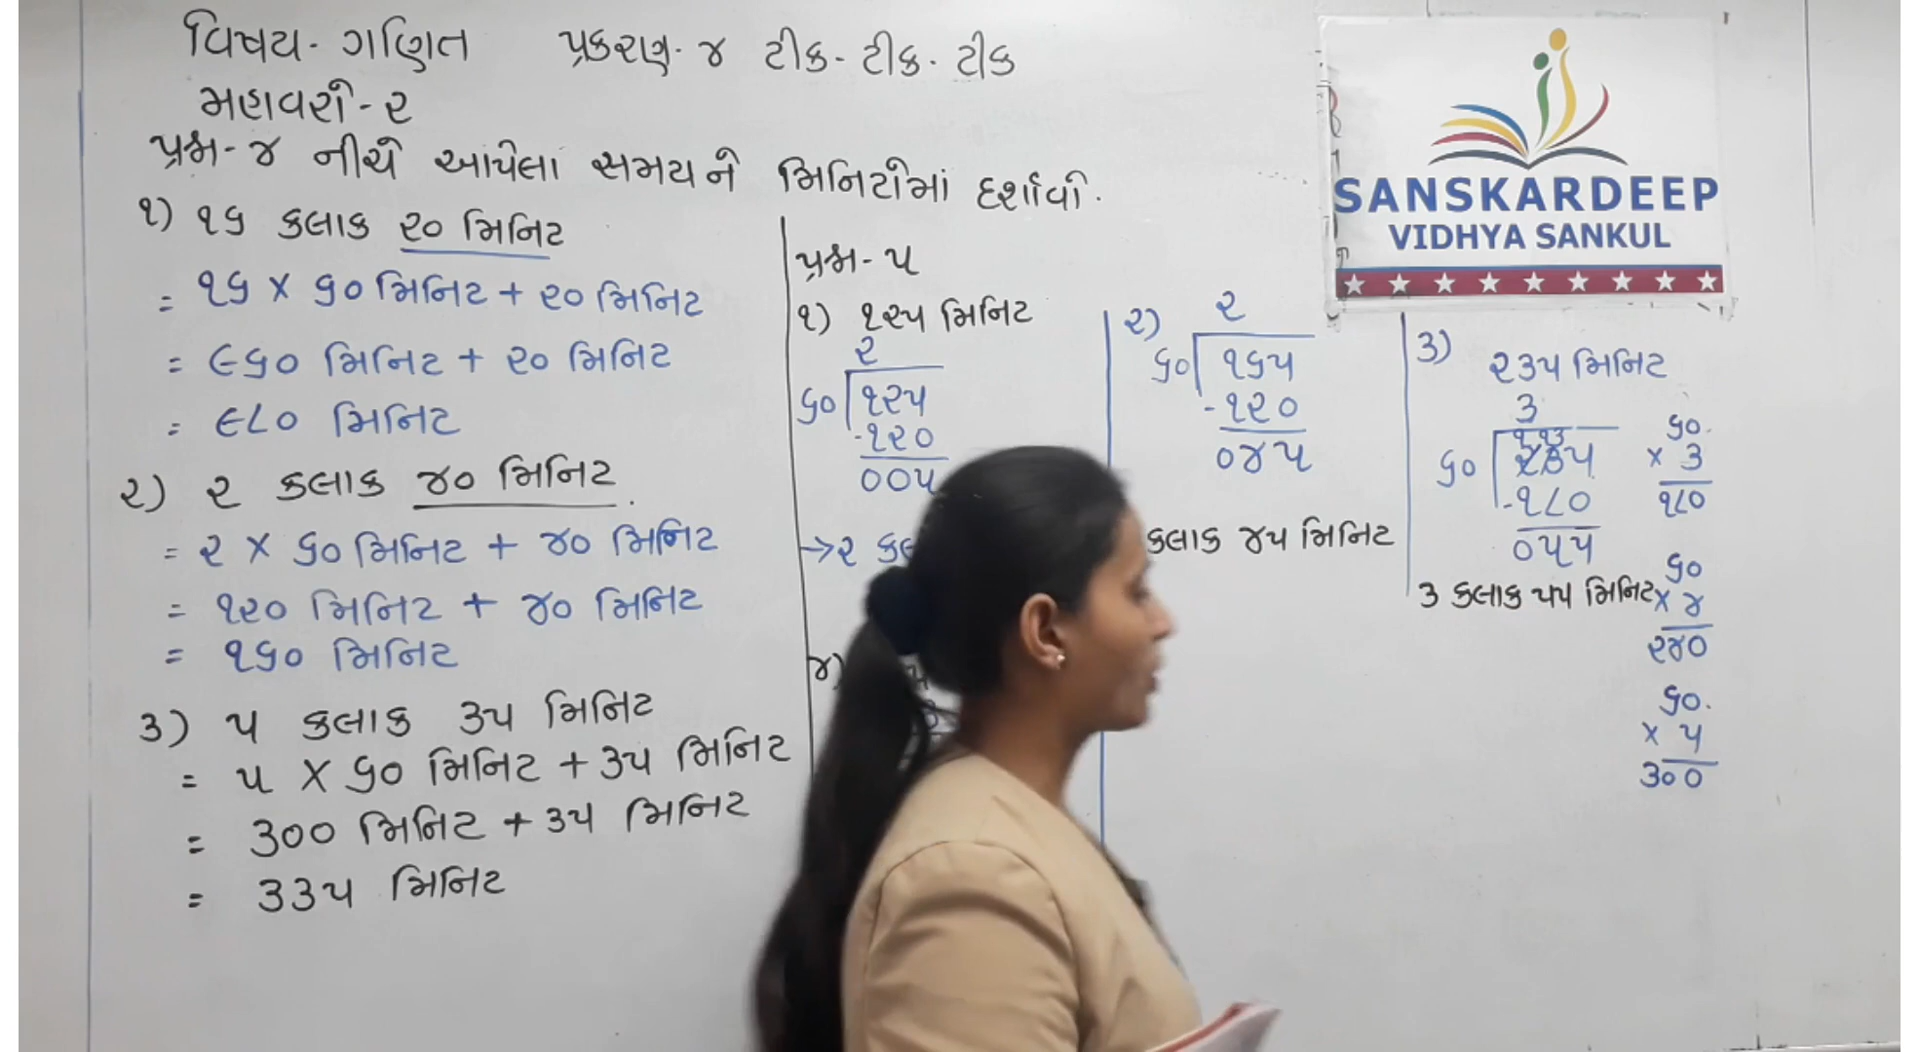 વિષય- ગણિત પ્રકરણ- ૪ ટીક- ટીક- ટીક
મહાવરો-૨
પ્રશ્ન-૪ નીચે આપેલા સમયને મિનિટોમાં દર્શાવો.
૧) ૧૬ કલાક ૨૦ મિનિટ
= ૧૬ x ૬૦ મિનિટ + ૨૦ મિનિટ
= ૯૬૦ મિનિટ + ૨૦ મિનિટ
= ૯૮૦ મિનિટ
૨) ૨ કલાક ૪૦ મિનિટ
= ૨ x ૬૦ મિનિટ + ૪૦ મિનિટ
= ૧૨૦ મિનિટ + ૪૦ મિનિટ
= ૧૬૦ મિનિટ
૩) ૫ કલાક ૩૫ મિનિટ
= ૫ x ૬૦ મિનિટ + ૩૫ મિનિટ
= ૩૦૦ મિનિટ + ૩૫ મિનિટ
= ૩૩૫ મિનિટ
પ્રશ્ન-૫
૧) ૧૨૫ મિનિટ
૨
૬૦ ૧૨૫
-૧૨૦
૦૦૫
→ ૨
૪)
૨) ૨
૬૦ ૧૬૫
-૧૨૦
૦૪૫
કલાક ૪૫ મિનિટ
૩) ૨૩૫ મિનિટ
૩
૧ ૧૩
૬૦ ૨૩૫
-૧૮૦
૦૫૫
૩ કલાક ૫૫ મિનિટ
૬૦
x ૩
૧૮૦
૬૦
x ૪
૨૪૦
૬૦
x ૫
૩૦૦
SANSKARDEEP
VIDHYA SANKUL